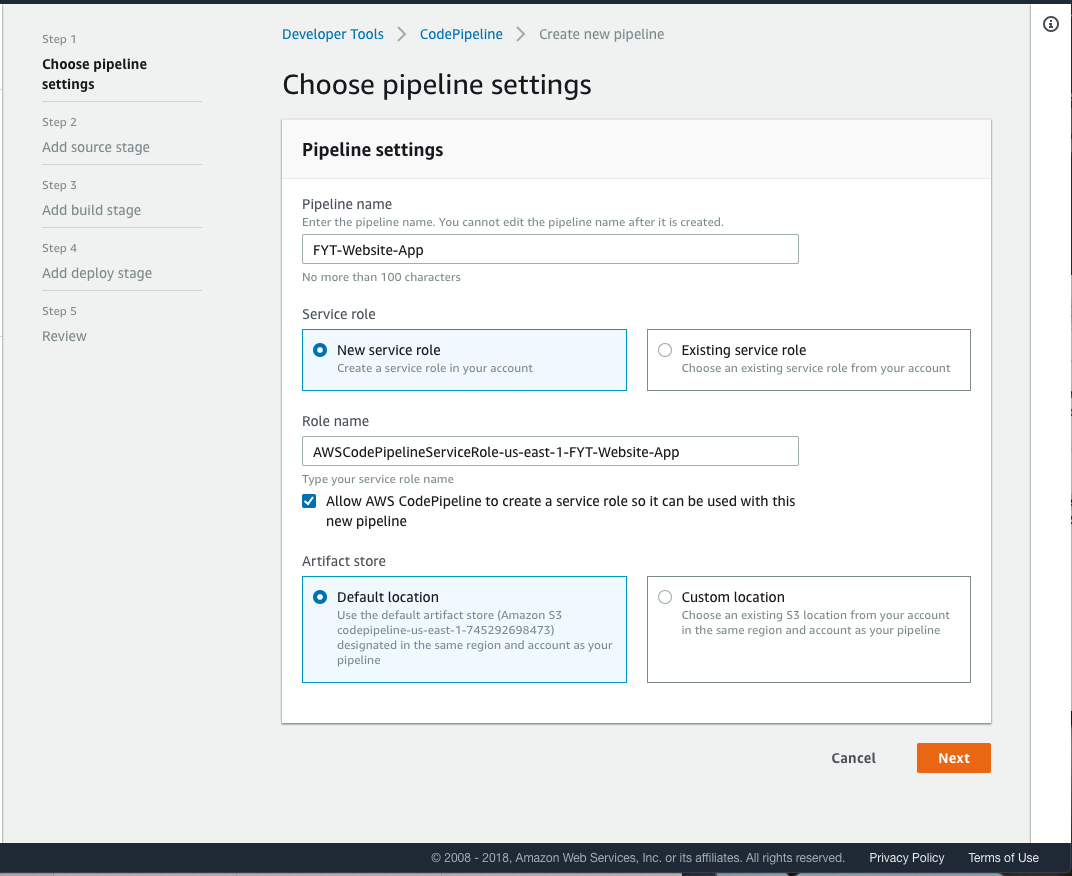 Step 1
Choose pipeline
settings
Step 2
Add source stage
Step 3
Add build stage
Step 4
Add deploy stage
Step 5
Review
Developer Tools
CodePipeline
Create new pipeline
Choose pipeline settings
Pipeline settings
Pipeline name
Enter the pipeline name. You cannot edit the pipeline name after it is created.
FYT-Website-App
No more than 100 characters
Service role
New service role
Create a service role in your account
Existing service role
Choose an existing service role from your account
Role name
AWSCodePipelineServiceRole-us-east-1-FYT-Website-App
Type your service role name
Allow AWS CodePipeline to create a service role so it can be used with this
new pipeline
Artifact store
Default location
Use the default artifact store (Amazon S3
codepipeline-us-east-1-745292698473)
designated in the same region and account as your
pipeline
Custom location
Choose an existing S3 location from your account
in the same region and account as your pipeline
Cancel
Next
© 2008 - 2018, Amazon Web Services, Inc. or its affiliates. All rights reserved.
Privacy Policy
Terms of Use